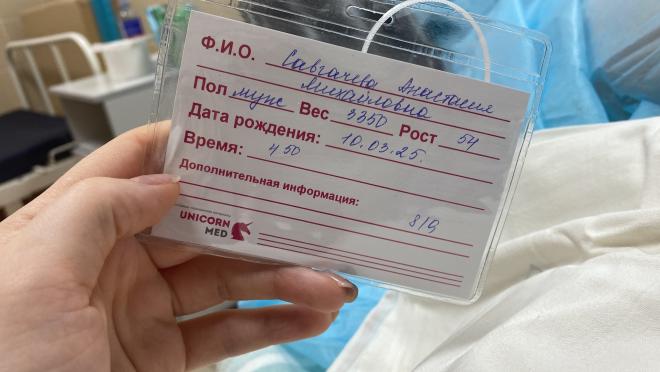 Ф.И.О. Савгачева Анастасия
Михайловна
Пол муж Вес 3350 Рост 54
Дата рождения: 10.03.25.
Время: 4 50
Дополнительная информация:
8/9
UNICORN
MED